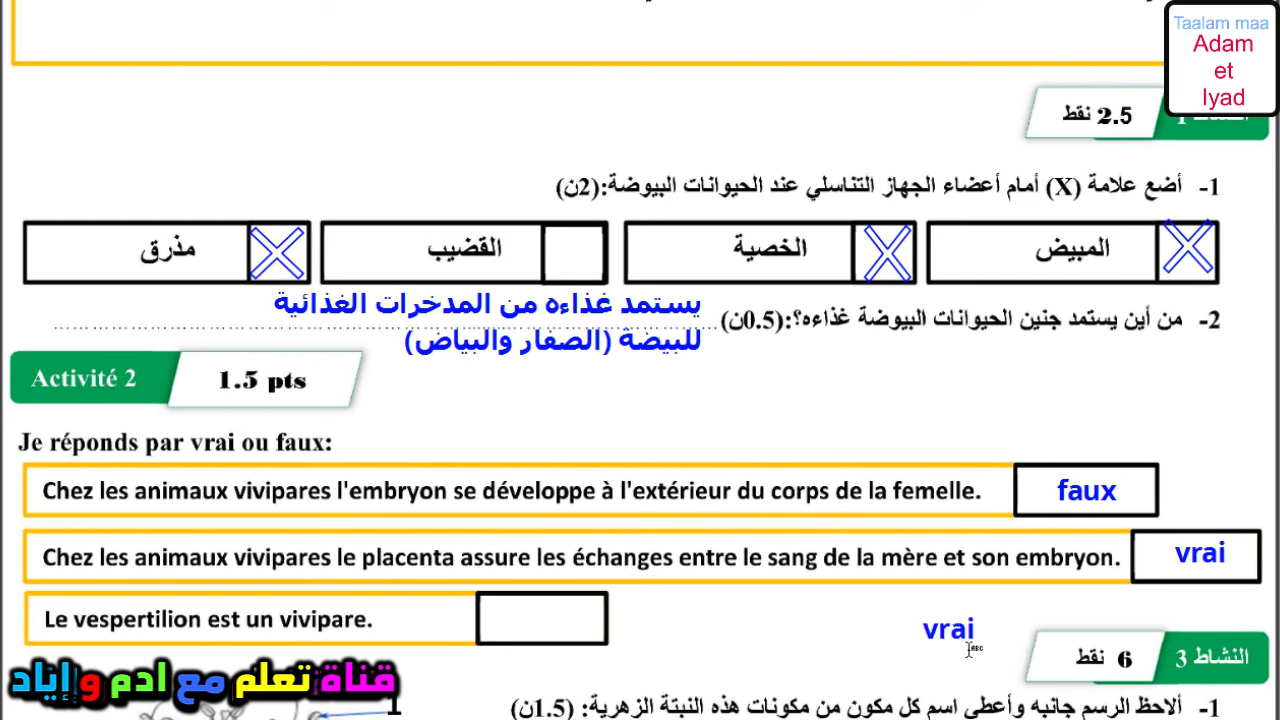 Taalam maa
Adam
et
Iyad
2.5 نقط
1- أضع علامة (X) أمام أعضاء الجهاز التناسلي عند الحيوانات البيوضة:(2ن)
المبيض
الخصية
القضيب
مذرق
2- من أين يستمد جنين الحيوانات البيوضة غذاءه؟:(0.5ن)
يستمد غذاءه من المدخرات الغذائية
للبيضة (الصفار والبياض)
Activité 2 1.5 pts
Je réponds par vrai ou faux:
Chez les animaux vivipares l'embryon se développe à l'extérieur du corps de la femelle. faux
Chez les animaux vivipares le placenta assure les échanges entre le sang de la mère et son embryon. vrai
Le vespertilion est un vivipare.
vrai
النشاط 3 6 نقط
قناة تعلم مع ادم وإياد
1- ألاحظ الرسم جانبه وأعطي اسم كل مكون من مكونات هذه النبتة الزهرية: (1.5ن)
1